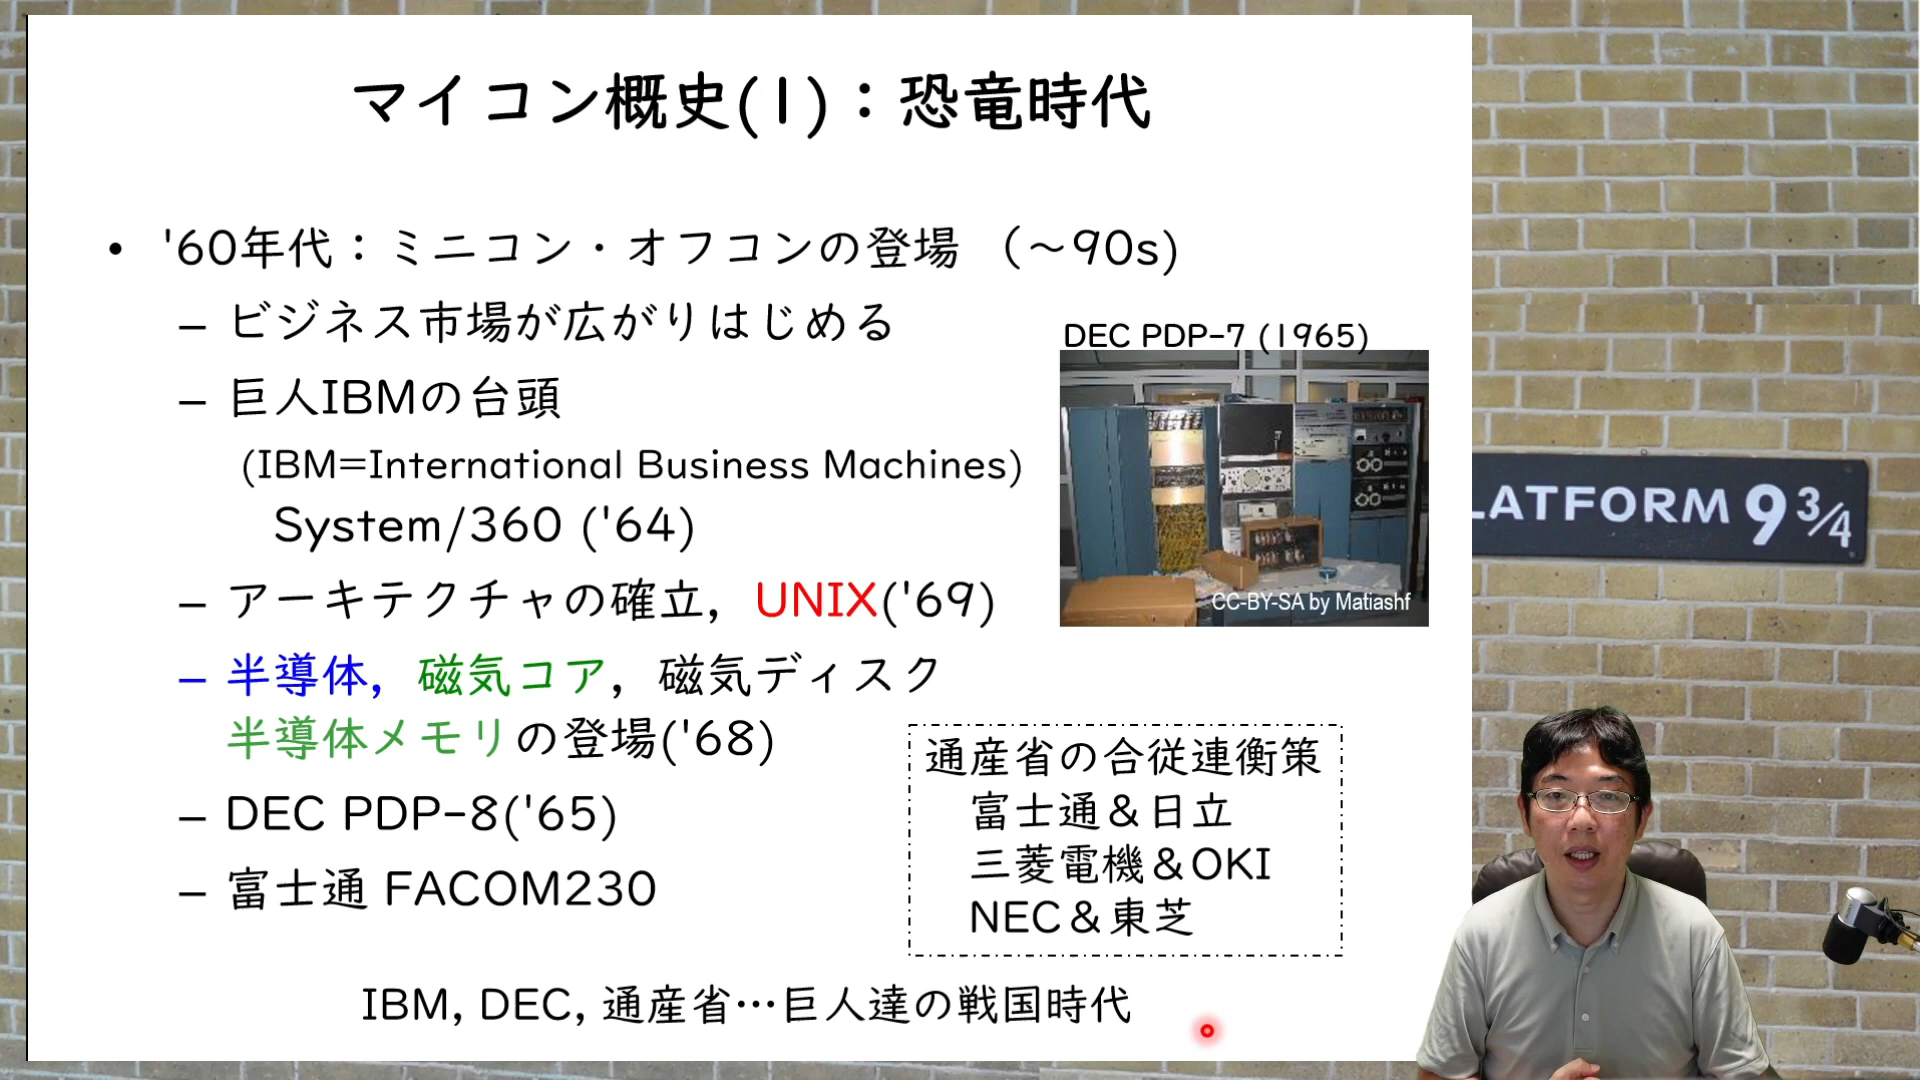 マイコン概史(1)：恐竜時代
• '60年代：ミニコン・オフコンの登場 （～90s)
– ビジネス市場が広がりはじめる
– 巨人IBMの台頭
(IBM=International Business Machines)
System/360 ('64)
– アーキテクチャの確立，UNIX('69)
– 半導体，磁気コア，磁気ディスク
半導体メモリの登場('68)
– DEC PDP-8('65)
– 富士通 FACOM230
DEC PDP-7 (1965)
CC-BY-SA by Matiashf
通産省の合従連衡策
富士通＆日立
三菱電機＆OKI
NEC＆東芝
IBM, DEC, 通産省…巨人達の戦国時代
LATFORM 9 3/4